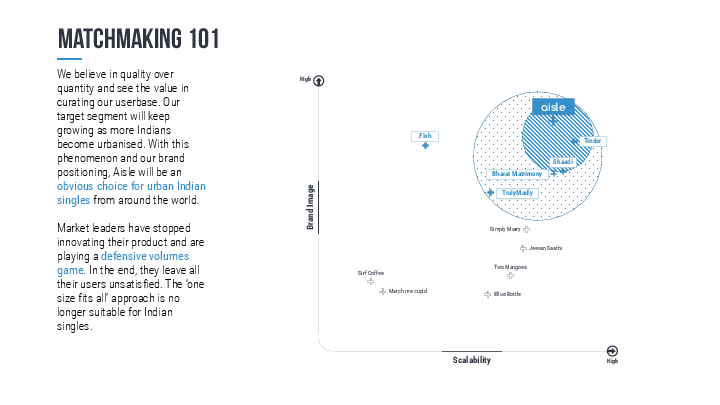 MATCHMAKING 101
We believe in quality over
quantity and see the value in
curating our userbase. Our
target segment will keep
growing as more Indians
become urbanised. With this
phenomenon and our brand
positioning, Aisle will be an
obvious choice for urban Indian
singles from around the world.
Market leaders have stopped
innovating their product and are
playing a defensive volumes
game. In the end, they leave all
their users unsatisfied. The ‘one
size fits all’ approach is no
longer suitable for Indian
singles.
High
Brand Image
aisle
Floh
Tinder
Shaadi
Bharat Matrimony
TrulyMadly
Simply Marry
Jeevan Saathi
Two Mangoes
Sirf Coffee
Match me cupid
iBlue Bottle
Scalability
High